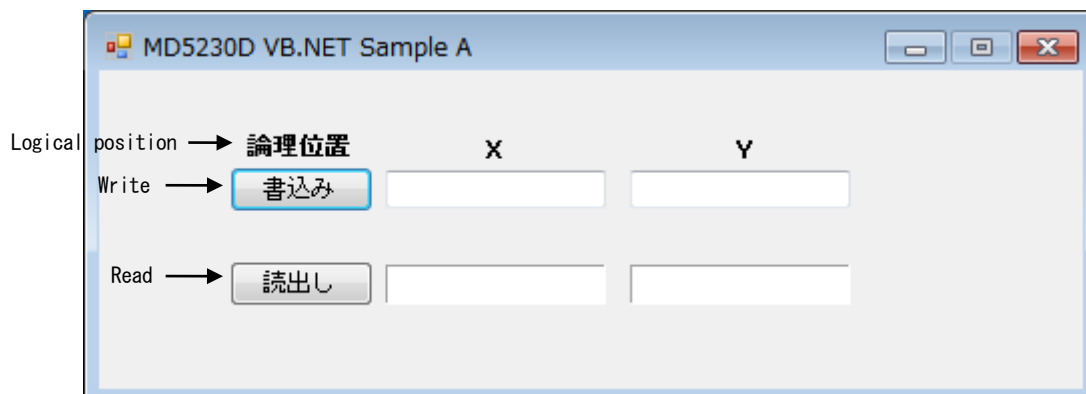 MD5230D VB.NET Sample A
Logical position 論理位置 X Y
Write 書込み
Read 読出し